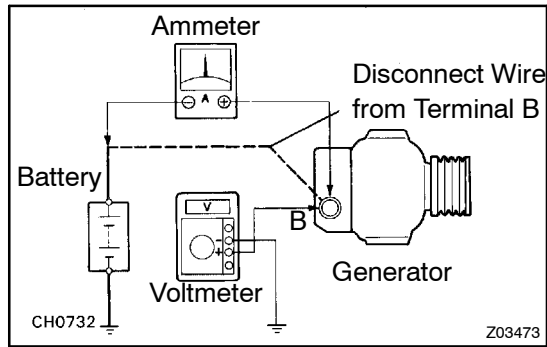 Ammeter
A
Disconnect Wire
from Terminal B
Battery
V
B
Voltmeter
Generator
CH0732
Z03473